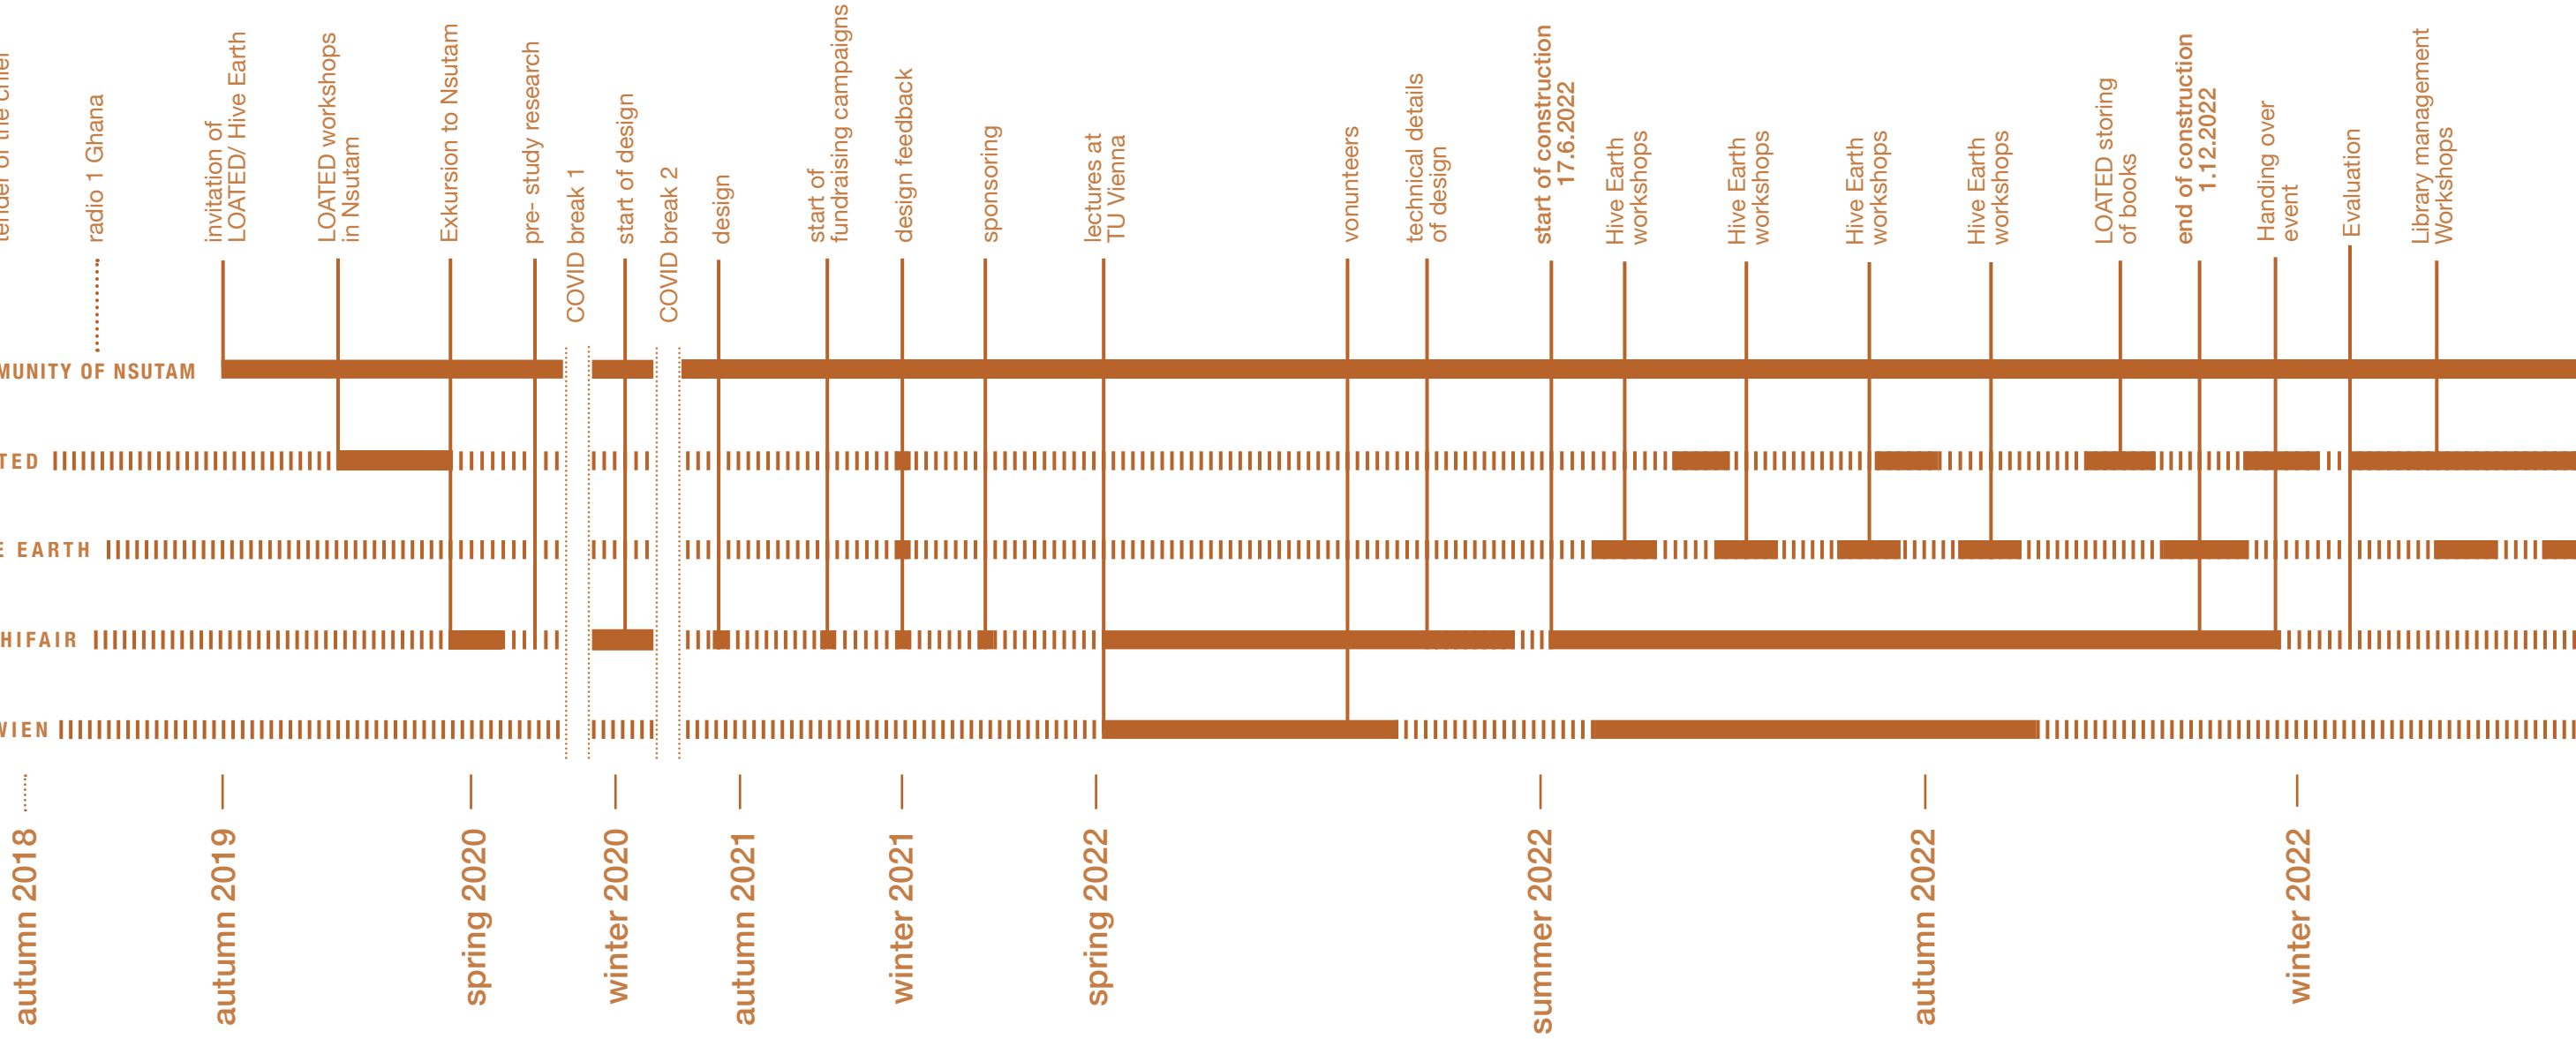 tender of the chief
radio 1 Ghana
invitation of
LOATED/ Hive Earth
LOATED workshops
in Nsutam
Exkursion to Nsutam
pre- study research
COVID break 1
start of design
COVID break 2
design
start of
fundraising campaigns
design feedback
sponsoring
lectures at
TU Vienna
vonunteers
technical details
of design
start of construction
17.6.2022
Hive Earth
workshops
Hive Earth
workshops
Hive Earth
workshops
Hive Earth
workshops
LOATED storing
of books
end of construction
1.12.2022
Handing over
event
Evaluation
Library management
Workshops
MUNITY OF NSUTAM
TED
E EARTH
HIFAIR
WIEN
autumn 2018
autumn 2019
spring 2020
winter 2020
autumn 2021
winter 2021
spring 2022
summer 2022
autumn 2022
winter 2022